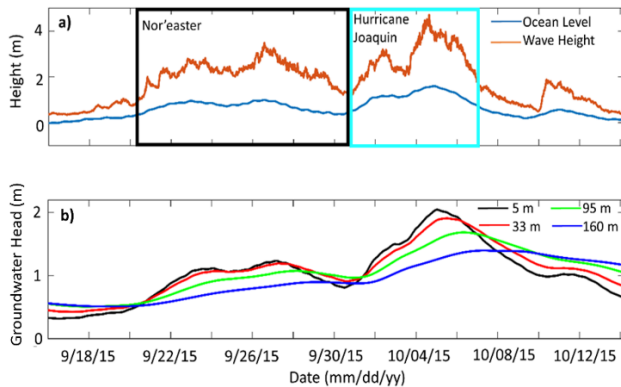 a)
Nor'easter
Hurricane
Joaquin
Ocean Level
Wave Height
Height (m)
4
2
0
b)
5 m
95 m
33 m
160 m
Groundwater Head (m)
2
1
0
9/18/15 9/22/15 9/26/15 9/30/15 10/04/15 10/08/15 10/12/15
Date (mm/dd/yy)